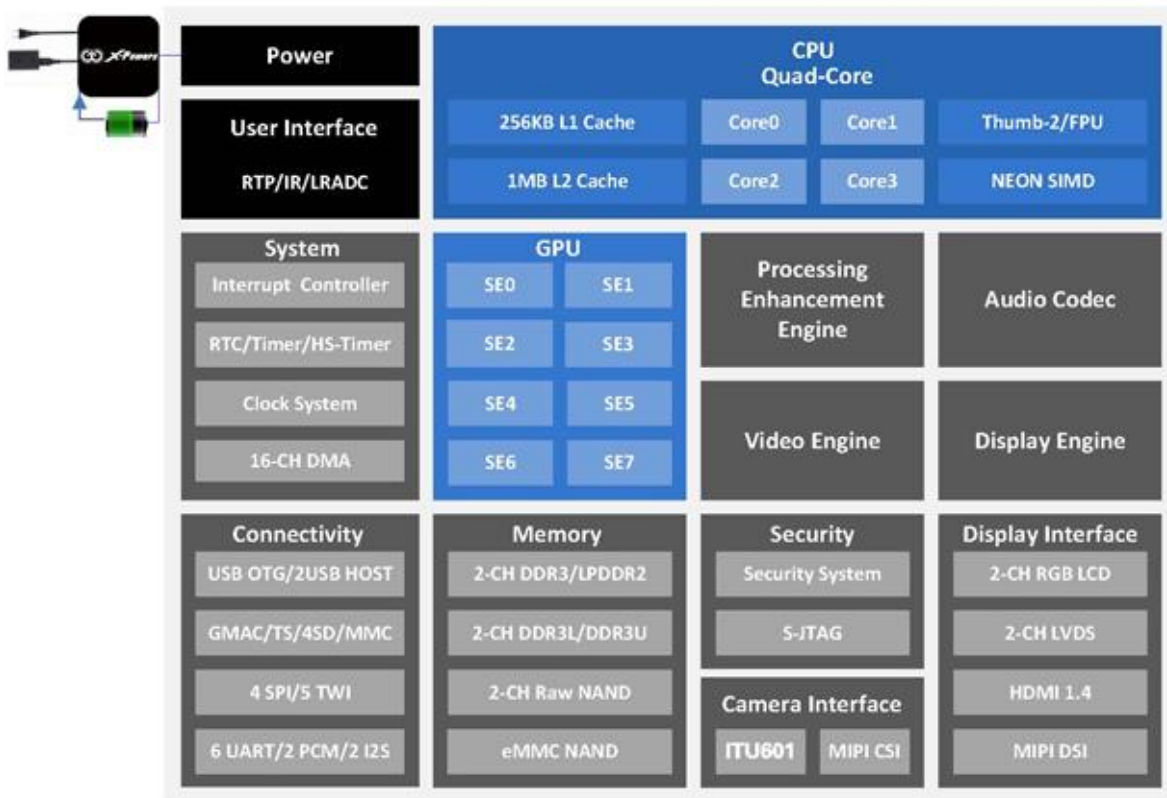 X-Powers
Power
User Interface
RTP/IR/LRADC
CPU
Quad-Core
256KB L1 Cache
Core0
Core1
Thumb-2/FPU
1MB L2 Cache
Core2
Core3
NEON SIMD
System
Interrupt Controller
RTC/Timer/HS-Timer
Clock System
16-CH DMA
GPU
SE0
SE1
SE2
SE3
SE4
SE5
SE6
SE7
Processing
Enhancement
Engine
Audio Codec
Video Engine
Display Engine
Connectivity
USB OTG/2USB HOST
GMAC/TS/4SD/MMC
4 SPI/5 TWI
6 UART/2 PCM/2 I2S
Memory
2-CH DDR3/LPDDR2
2-CH DDR3L/DDR3U
2-CH Raw NAND
eMMC NAND
Security
Security System
S-JTAG
Camera Interface
ITU601
MIPI CSI
Display Interface
2-CH RGB LCD
2-CH LVDS
HDMI 1.4
MIPI DSI